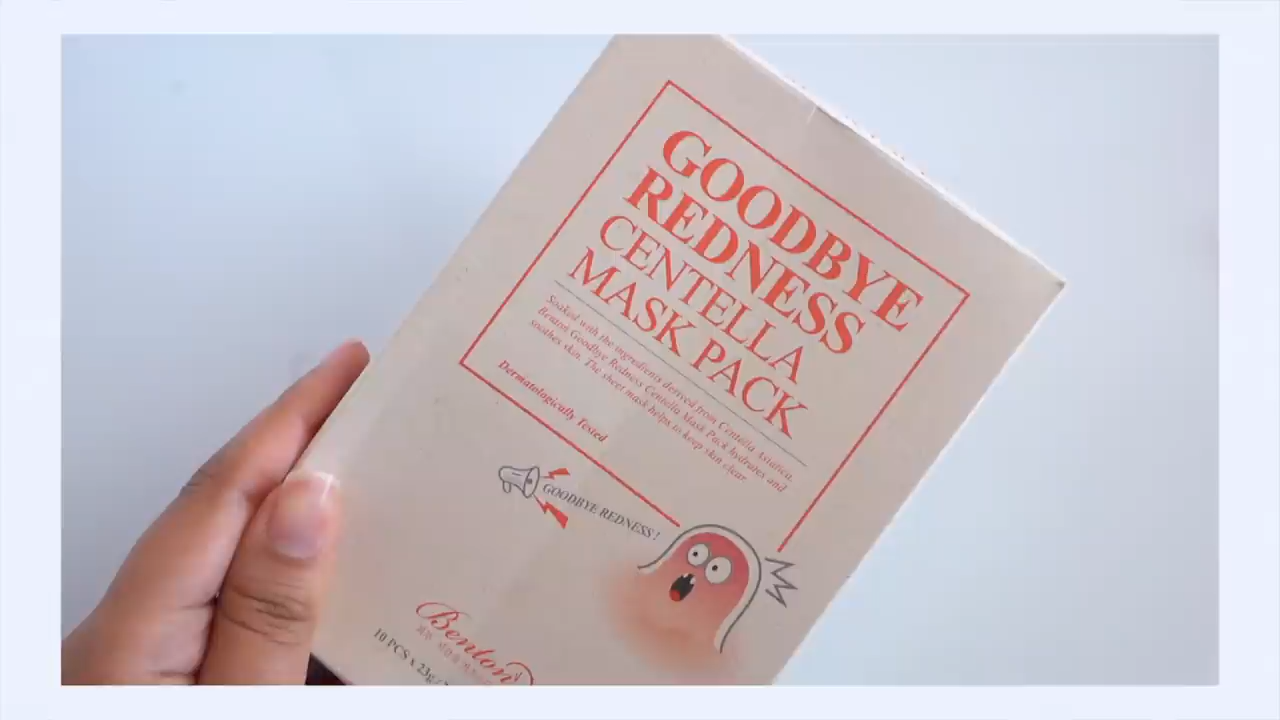 GOODBYE
REDNESS
CENTELLA
MASK PACK
Soaked with the ingredients derived from Centella Asiatica,
Benton Goodbye Redness Centella Mask Pack hydrates and
soothes skin. The sheet mask helps to keep skin clear.
Dermatologically Tested
GOODBYE REDNESS!
Benton
10 PCS x 23g